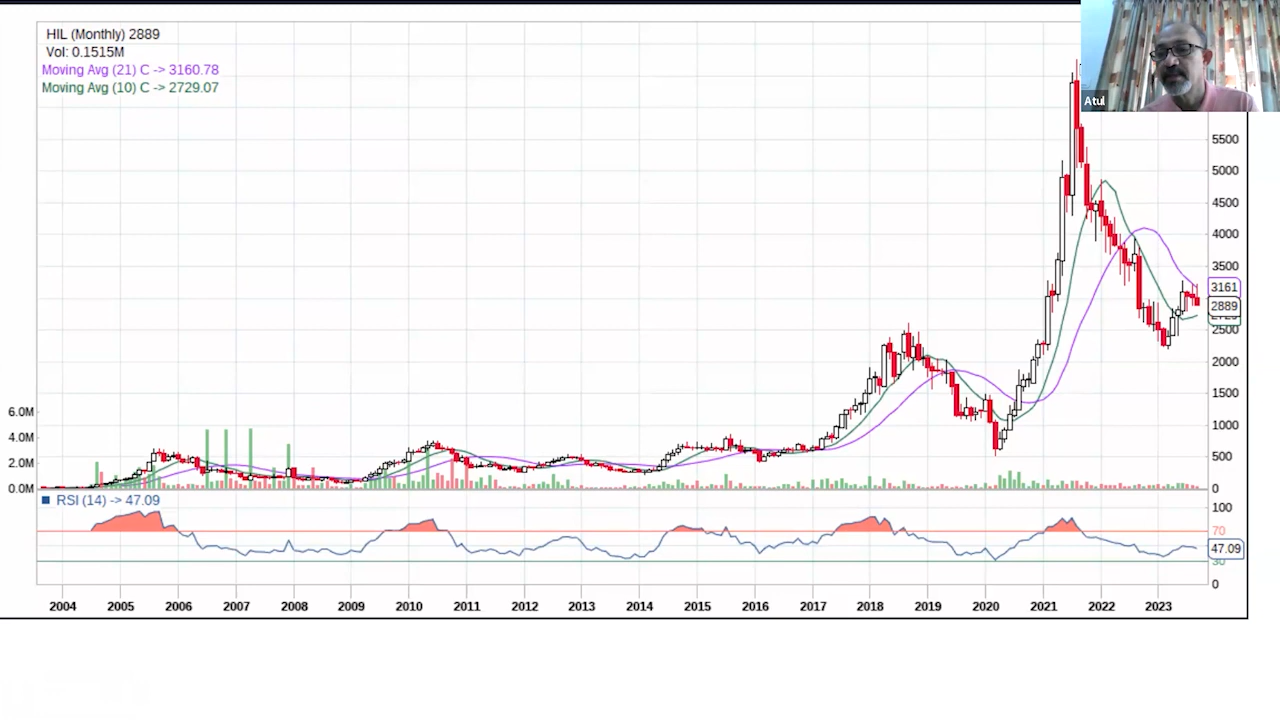 HIL (Monthly) 2889
Vol: 0.1515M
Moving Avg (21) C -> 3160.78
Moving Avg (10) C -> 2729.07
Atul
5500
5000
4500
4000
3500
3161
2889
2500
2000
1500
1000
500
0
6.0M
4.0M
2.0M
0.0M
RSI (14) -> 47.09
100
70
47.09
30
0
2004 2005 2006 2007 2008 2009 2010 2011 2012 2013 2014 2015 2016 2017 2018 2019 2020 2021 2022 2023